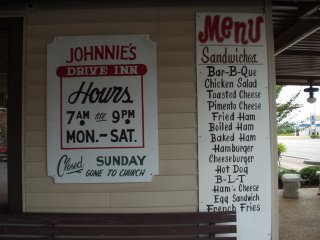 JOHNNIE'S
DRIVE INN
Hours
7AM TILL 9PM
MON.-SAT.
Closed SUNDAY
GONE TO CHURCH
Menu
Sandwiches
Bar-B-Que
Chicken Salad
Toasted Cheese
Pimento Cheese
Fried Ham
Boiled Ham
Baked Ham
Hamburger
Cheeseburger
Hot Dog
B-L-T
Ham & Cheese
Egg Sandwich
French Fries